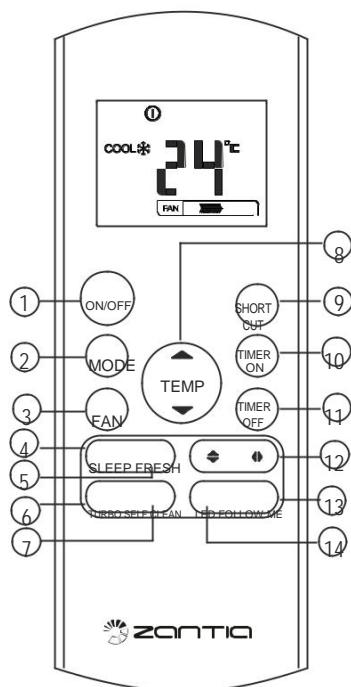 COOL 24 °C
FAN
8
1 ON/OFF SHORT CUT 9
2 MODE TEMP TIMER ON 10
3 FAN TIMER OFF 11
4 SLEEP FRESH 12
5
6 TURBO SELF CLEAN LED FOLLOW ME 13
7 14
ZANTIA